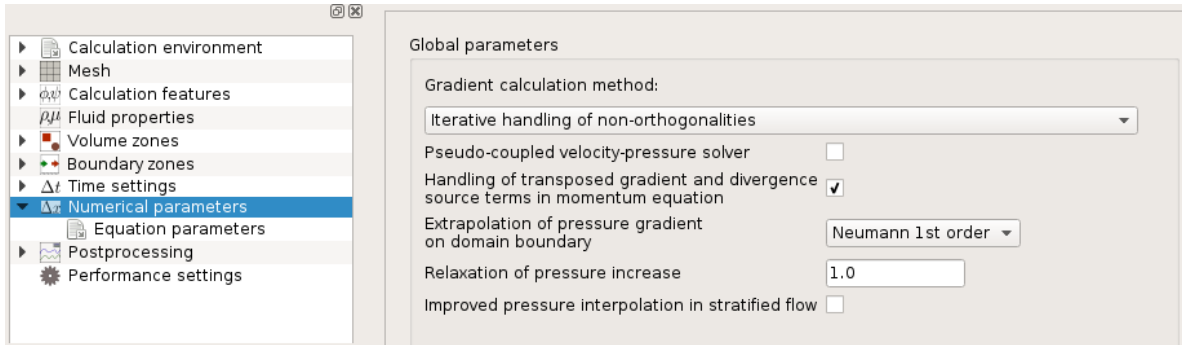 Calculation environment
Mesh
φ,ψ Calculation features
ρ,μ Fluid properties
Volume zones
Boundary zones
Δt Time settings
Numerical parameters
Equation parameters
Postprocessing
Performance settings
Global parameters
Gradient calculation method:
Iterative handling of non-orthogonalities
Pseudo-coupled velocity-pressure solver
Handling of transposed gradient and divergence
source terms in momentum equation
Extrapolation of pressure gradient
on domain boundary
Neumann 1st order
Relaxation of pressure increase
1.0
Improved pressure interpolation in stratified flow